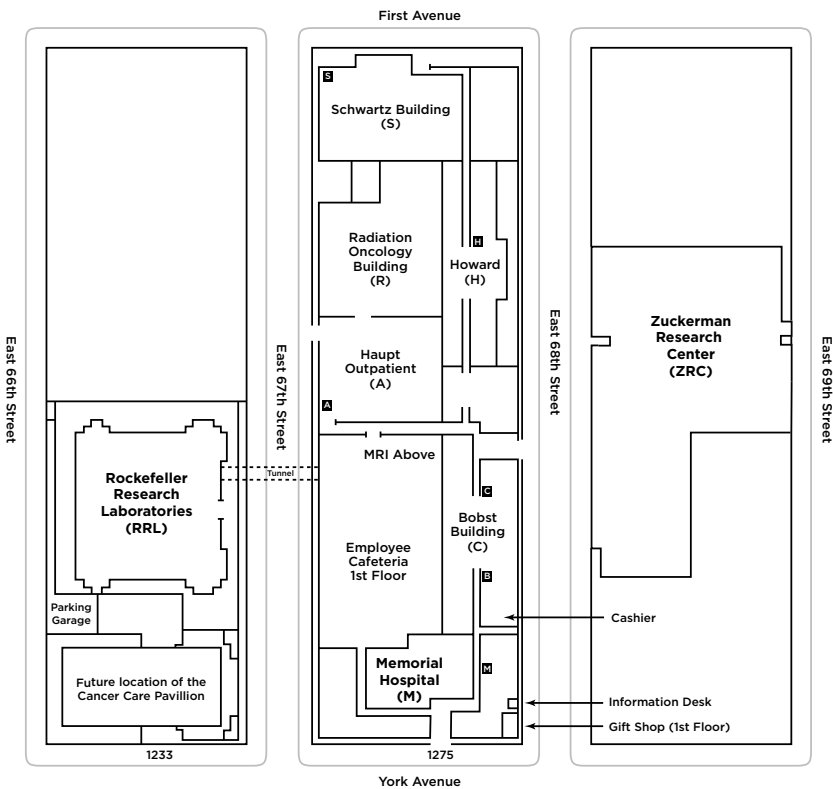 First Avenue
S
Schwartz Building
(S)
Radiation
Oncology
Building
(R)
H
Howard
(H)
Zuckerman
Research
Center
(ZRC)
East 66th Street
East 67th Street
East 68th Street
East 69th Street
Haupt
Outpatient
(A)
A
MRI Above
Tunnel
Rockefeller
Research
Laboratories
(RRL)
C
Bobst
Building
(C)
Employee
Cafeteria
1st Floor
B
Parking
Garage
Cashier
Memorial
Hospital
(M)
M
Future location of the
Cancer Care Pavillion
Information Desk
Gift Shop (1st Floor)
1233
1275
York Avenue